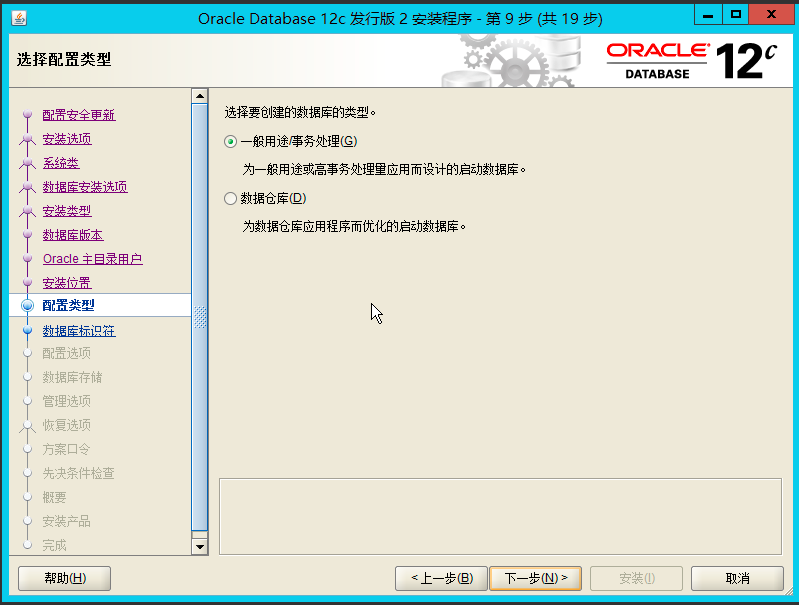 Oracle Database 12c 发行版 2 安装程序 - 第 9 步 (共 19 步)
选择配置类型
ORACLE
DATABASE
12c
配置安全更新
安装选项
系统类
数据库安装选项
安装类型
数据库版本
Oracle 主目录用户
安装位置
配置类型
数据库标识符
配置选项
数据库存储
管理选项
恢复选项
方案口令
先决条件检查
概要
安装产品
完成
选择要创建的数据库的类型。
一般用途/事务处理(G)
为一般用途或高事务处理量应用而设计的启动数据库。
数据仓库(D)
为数据仓库应用程序而优化的启动数据库。
帮助(H)
< 上一步(B)
下一步(N) >
安装(I)
取消